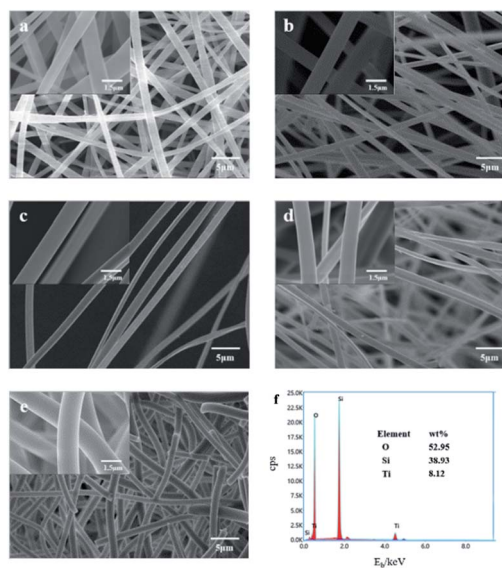 a
1.5μm
5μm
b
1.5μm
5μm
c
1.5μm
5μm
d
1.5μm
5μm
e
1.5μm
5μm
f
25.0K
22.5K
20.0K
17.5K
15.0K
12.5K
10.0K
7.5K
5.0K
2.5K
0.0K
cps
O
Si
Element wt%
O 52.95
Si 38.93
Ti 8.12
Si
Ti
Ti
0.0 2.0 4.0 6.0 8.0
E_b/keV